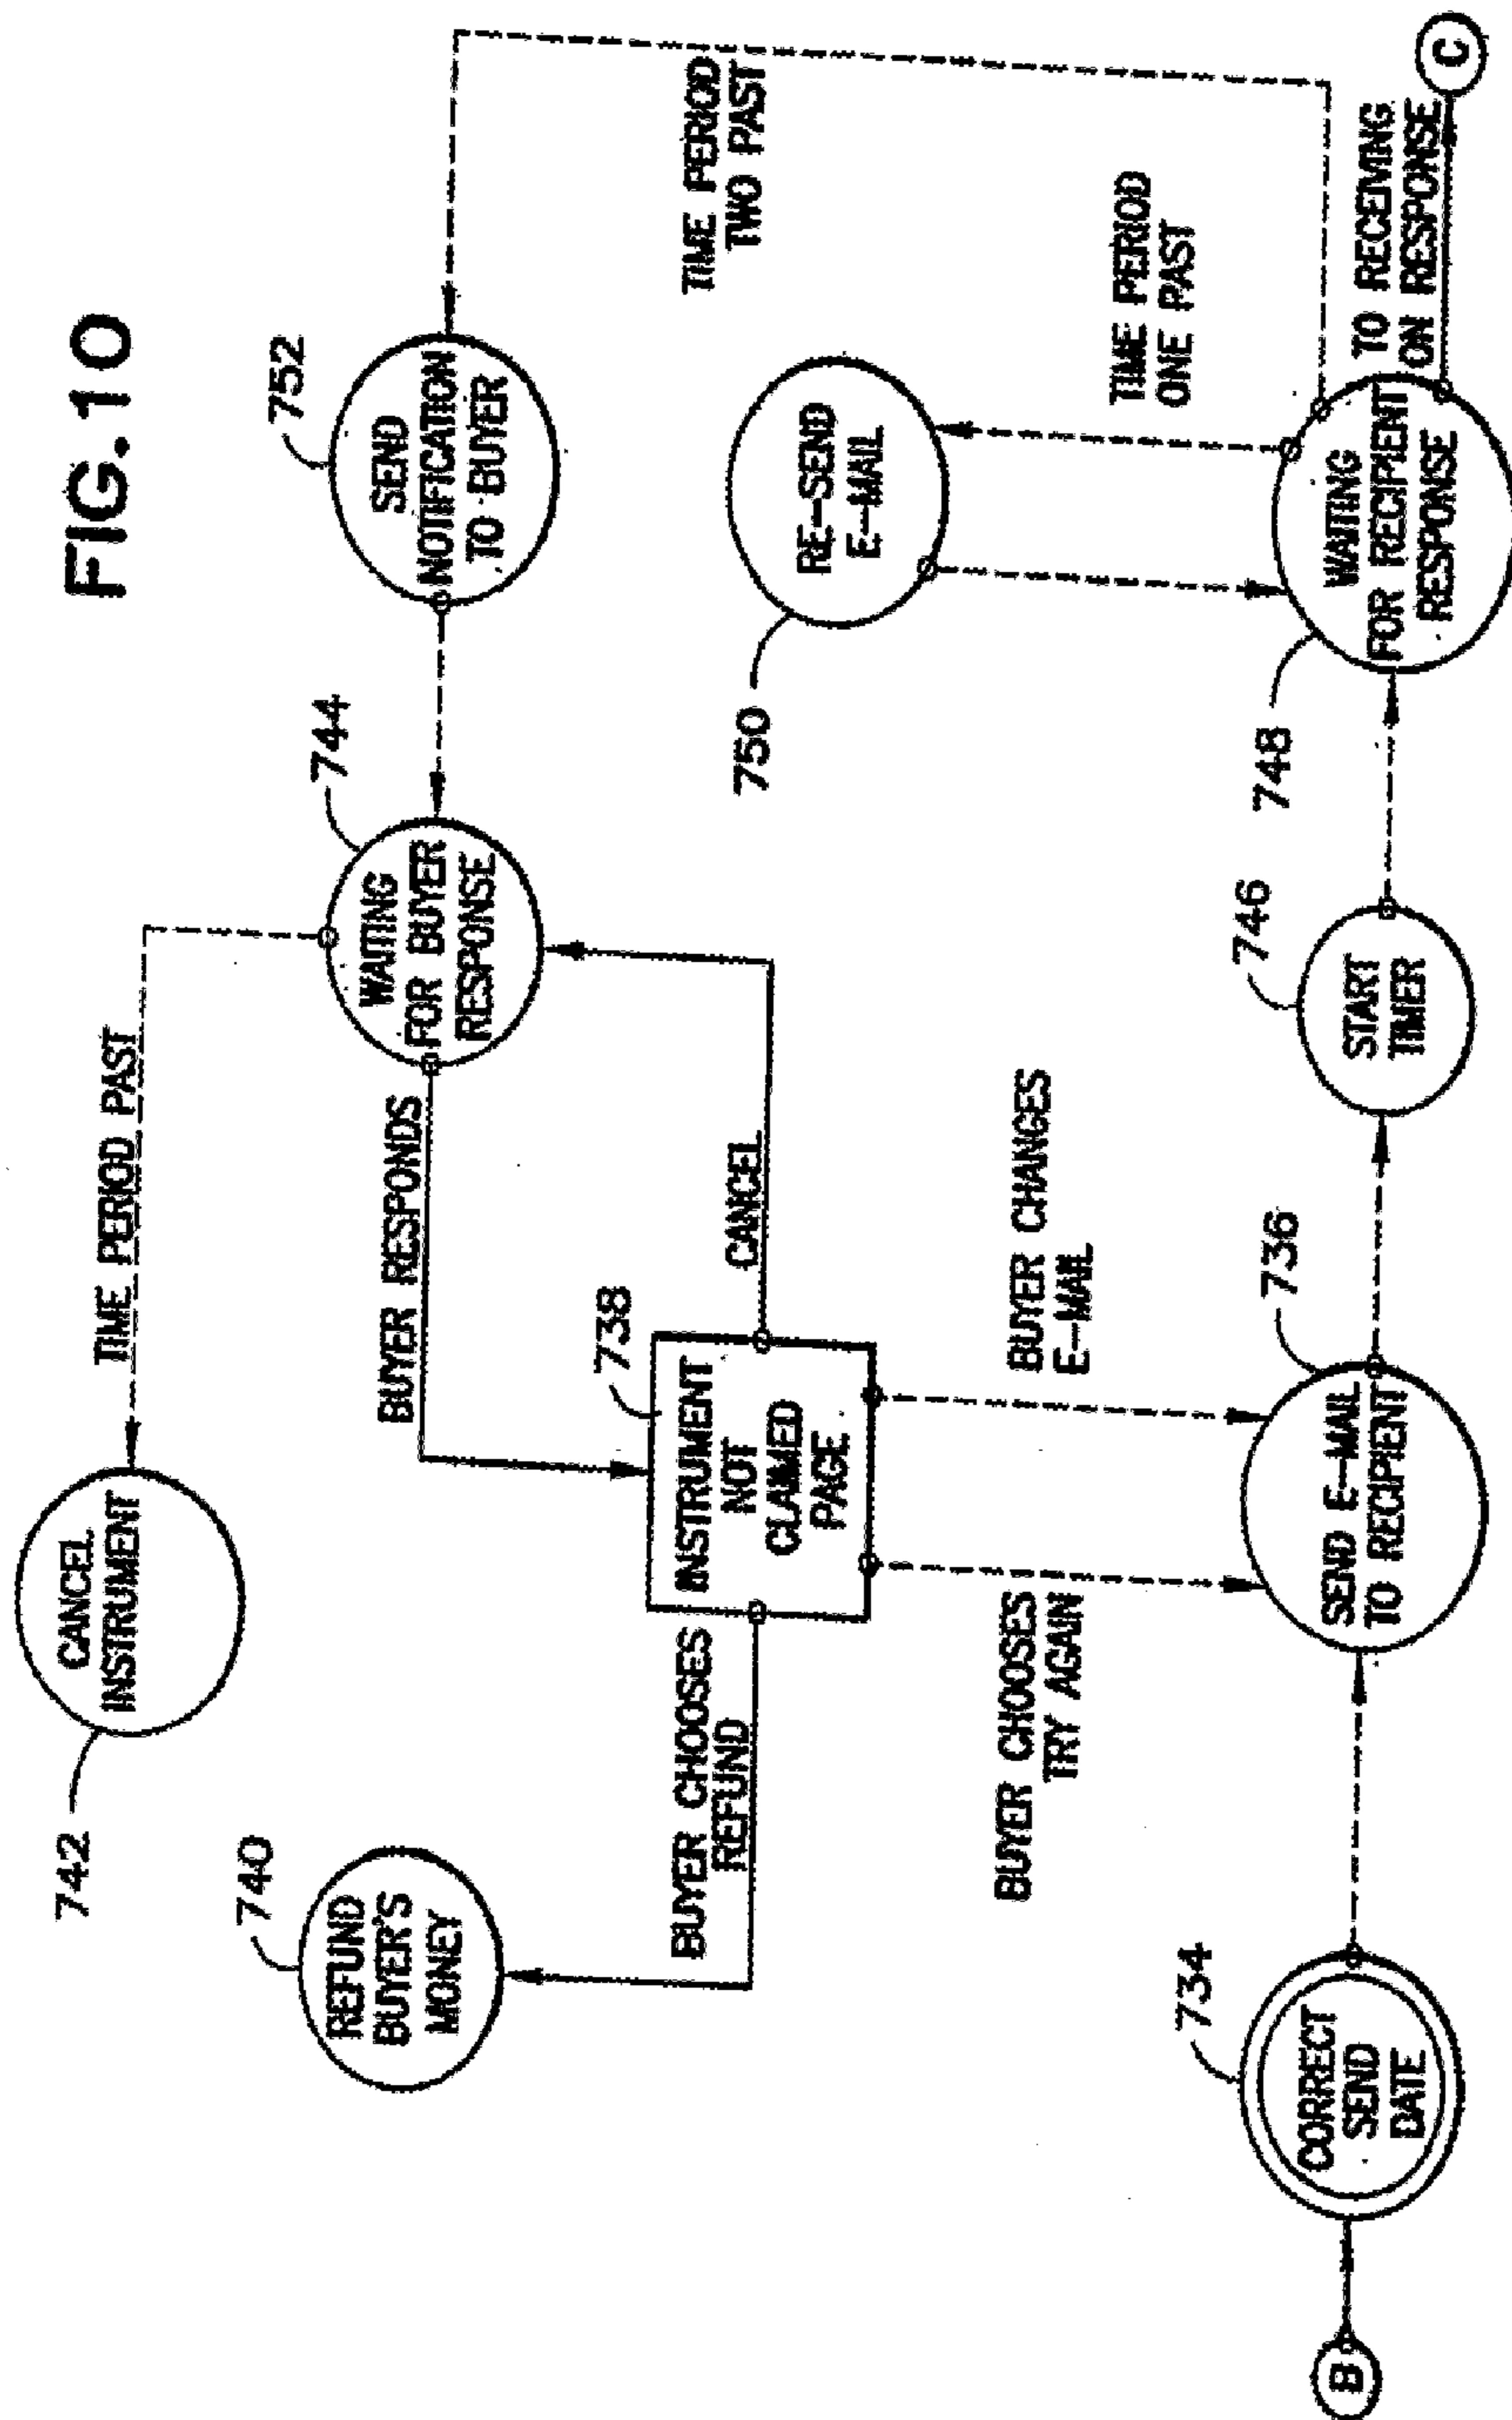 FIG.10
742
CANCEL
INSTRUMENT
TIME PERIOD PAST
740
REFUND
BUYER'S
MONEY
BUYER RESPONDS
744
WAITING
FOR BUYER
RESPONSE
752
SEND
NOTIFICATION
TO BUYER
BUYER CHOOSES
REFUND
738
INSTRUMENT
NOT
CLAIMED
PAGE
CANCEL
TIME PERIOD
TWO PAST
750
RE-SEND
E-MAIL
BUYER CHOOSES
TRY AGAIN
BUYER CHANGES
E-MAIL
TIME PERIOD
ONE PAST
B
734
CORRECT
SEND
DATE
736
SEND E-MAIL
TO RECIPIENT
746
START
TIMER
748
WAITING
FOR RECIPIENT
RESPONSE
TO RECEIVING
ON RESPONSE
C